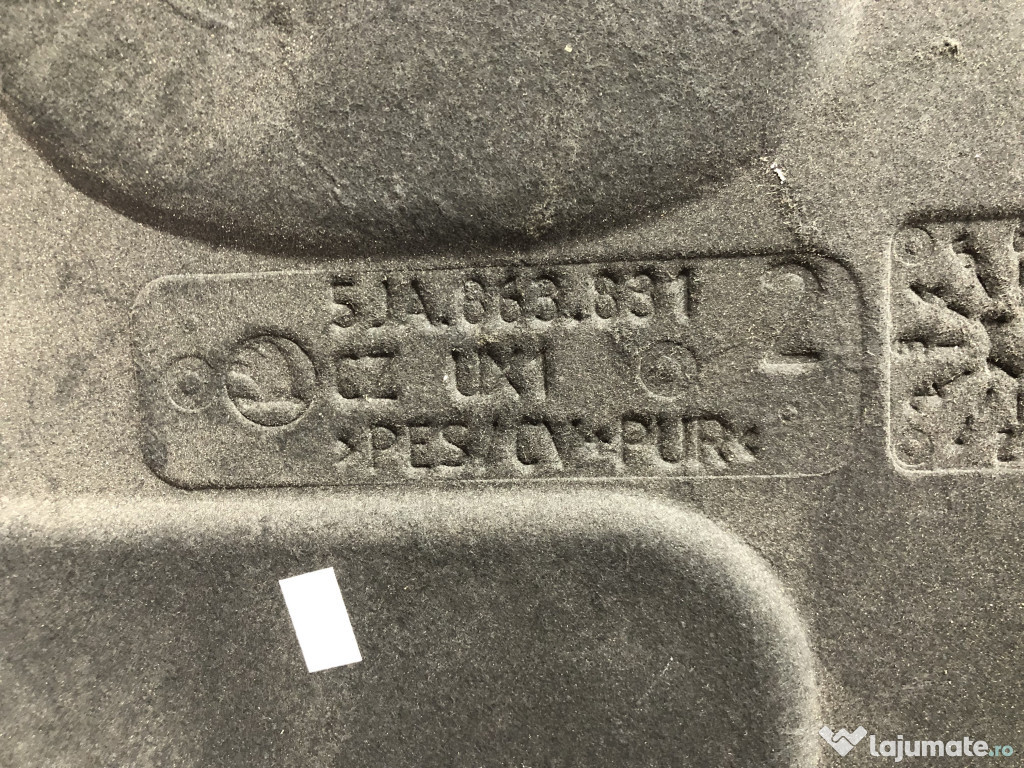 5JA.863.831
CZ UX1
>PES/CV+PUR<
lajumate.ro